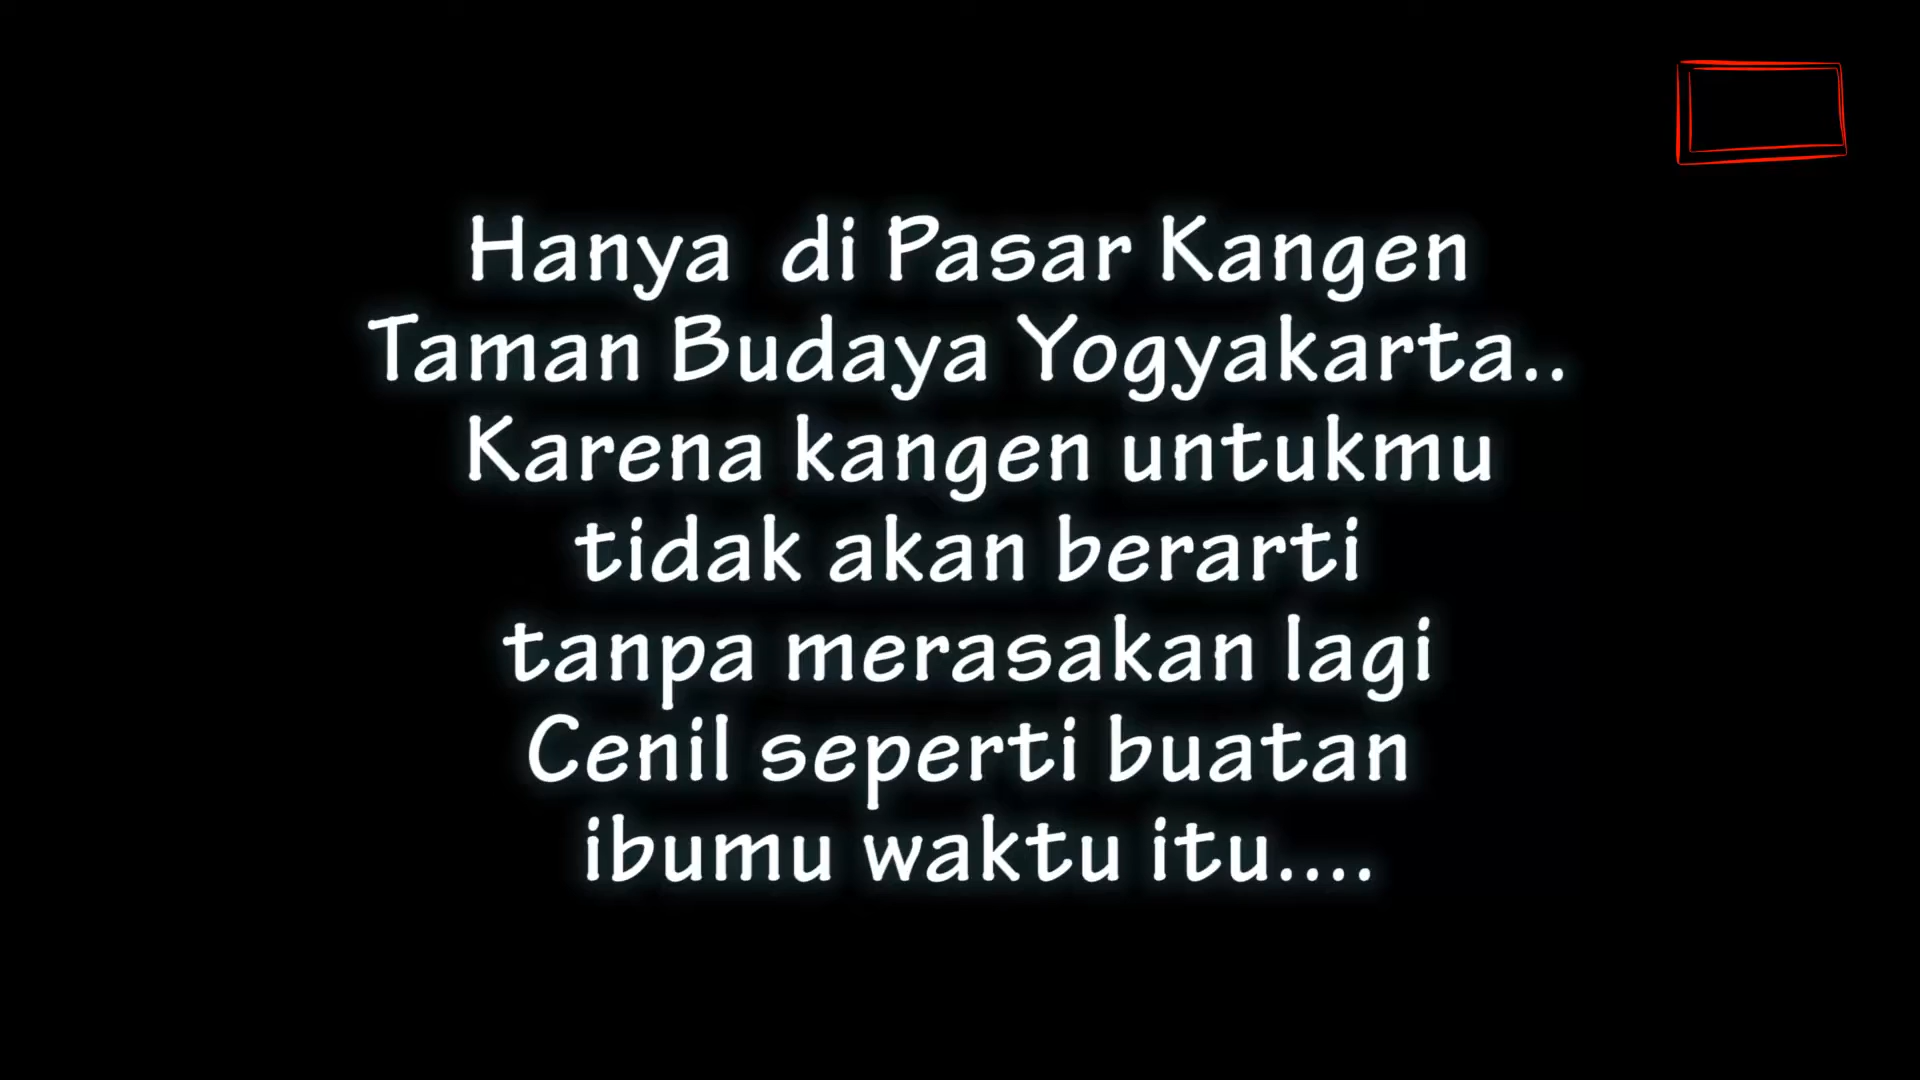 Hanya  di Pasar Kangen
Taman Budaya Yogyakarta..
Karena kangen untukmu
tidak akan berarti
tanpa merasakan lagi
Cenil seperti buatan
ibumu waktu itu....